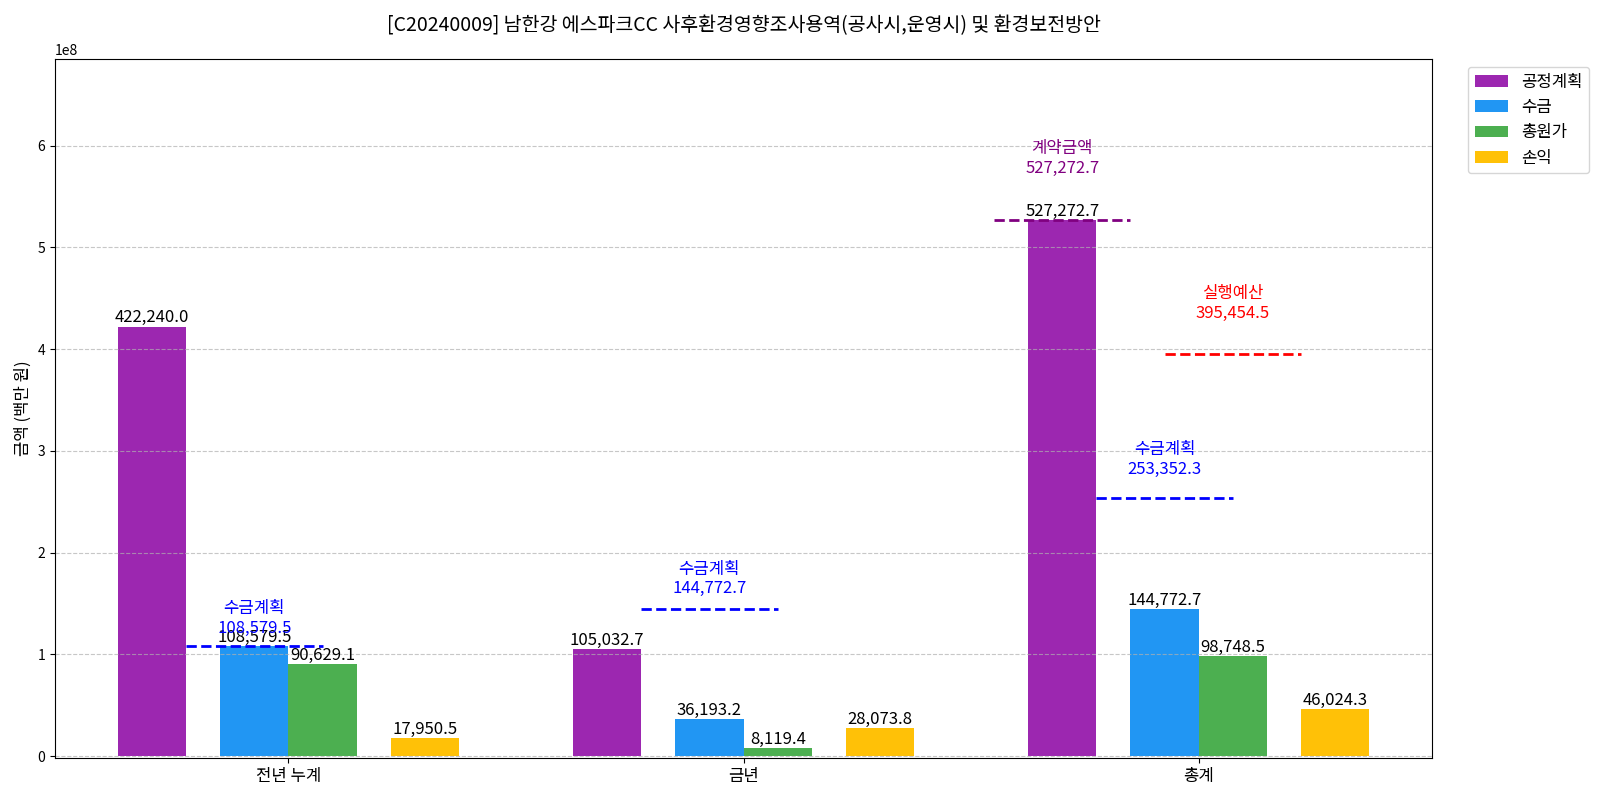 [C20240009] 남한강 에스파크CC 사후환경영향조사용역(공사시,운영시) 및 환경보전방안
1e8
공정계획
수금
총원가
손익
금액 (백만 원)
6
5
4
3
2
1
0
계약금액
527,272.7
527,272.7
실행예산
395,454.5
422,240.0
수금계획
253,352.3
수금계획
144,772.7
수금계획
108,579.5
108,579.5
90,629.1
17,950.5
105,032.7
36,193.2
8,119.4
28,073.8
144,772.7
98,748.5
46,024.3
전년 누계
금년
총계